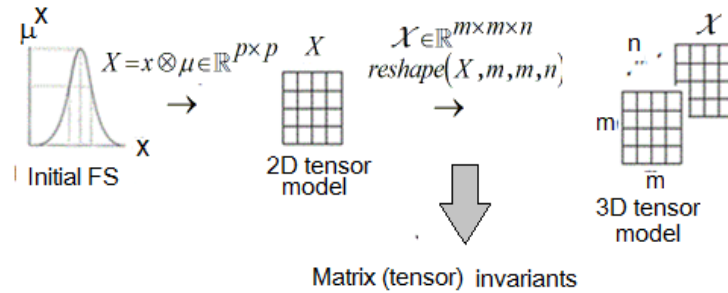 μ^X
X = x ⊗ μ ∈ ℝ^{p×p}
→
x
Initial FS
X
2D tensor
model
𝒳 ∈ ℝ^{m×m×n}
reshape(X,m,m,n)
→
𝒳
n
...
m
m
3D tensor
model
Matrix (tensor) invariants